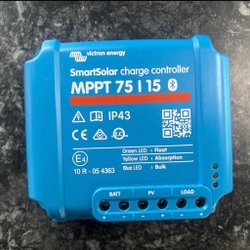 victron energy
SmartSolar charge controller
MPPT 75 | 15
IP43
Green LED : Float
Yellow LED : Absorption
Blue LED : Bulk
E4
10 R - 05 4363
BATT PV LOAD
- + - + - +